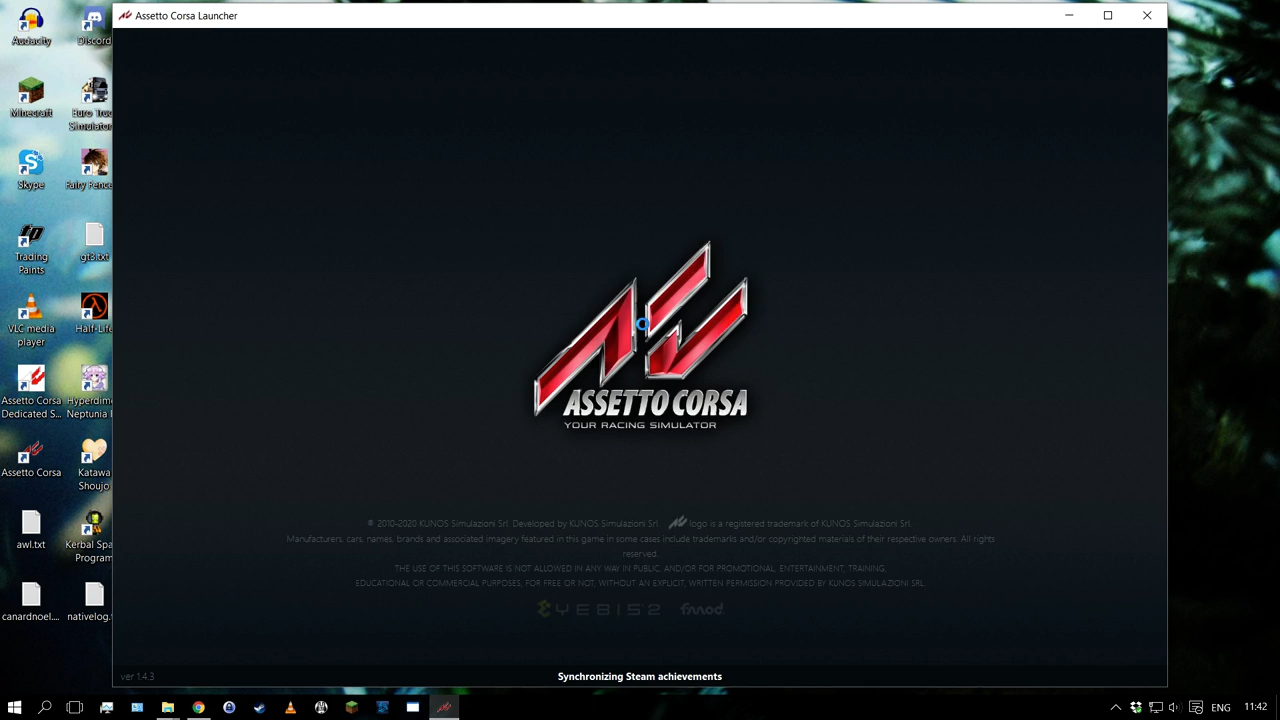 Assetto Corsa Launcher
Audacity
Discord
Minecraft
Euro Truc
Simulator
Skype
Fairy Fence
Trading
Paints
gt3.txt
VLC media
player
Half-Life
Assetto Corsa
Dedicated S...
Hyperdime
Neptunia
Assetto Corsa
Katawa
Shoujo
awl.txt
Kerbal Spa
Program
canardnoel....
nativelog.t
ASSETTO CORSA
YOUR RACING SIMULATOR
© 2010-2020 KUNOS Simulazioni Srl. Developed by KUNOS Simulazioni Srl. logo is a registered trademark of KUNOS Simulazioni Srl.
Manufacturers, cars, names, brands and associated imagery featured in this game in some cases include trademarks and/or copyrighted materials of their respective owners. All rights
reserved.
THE USE OF THIS SOFTWARE IS NOT ALLOWED IN ANY WAY IN PUBLIC, AND/OR FOR PROMOTIONAL, ENTERTAINMENT, TRAINING,
EDUCATIONAL OR COMMERCIAL PURPOSES, FOR FREE OR NOT, WITHOUT AN EXPLICIT, WRITTEN PERMISSION PROVIDED BY KUNOS SIMULAZIONI SRL.
YEBIS 2 fmod
ver 1.4.3
Synchronizing Steam achievements
ENG
11:42